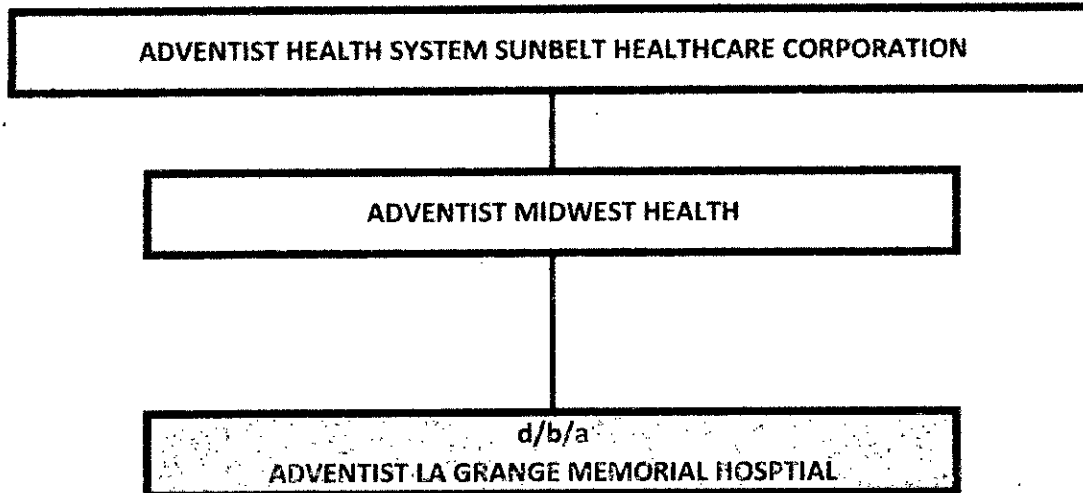 ADVENTIST HEALTH SYSTEM SUNBELT HEALTHCARE CORPORATION
ADVENTIST MIDWEST HEALTH
d/b/a
ADVENTIST LA GRANGE MEMORIAL HOSPTIAL